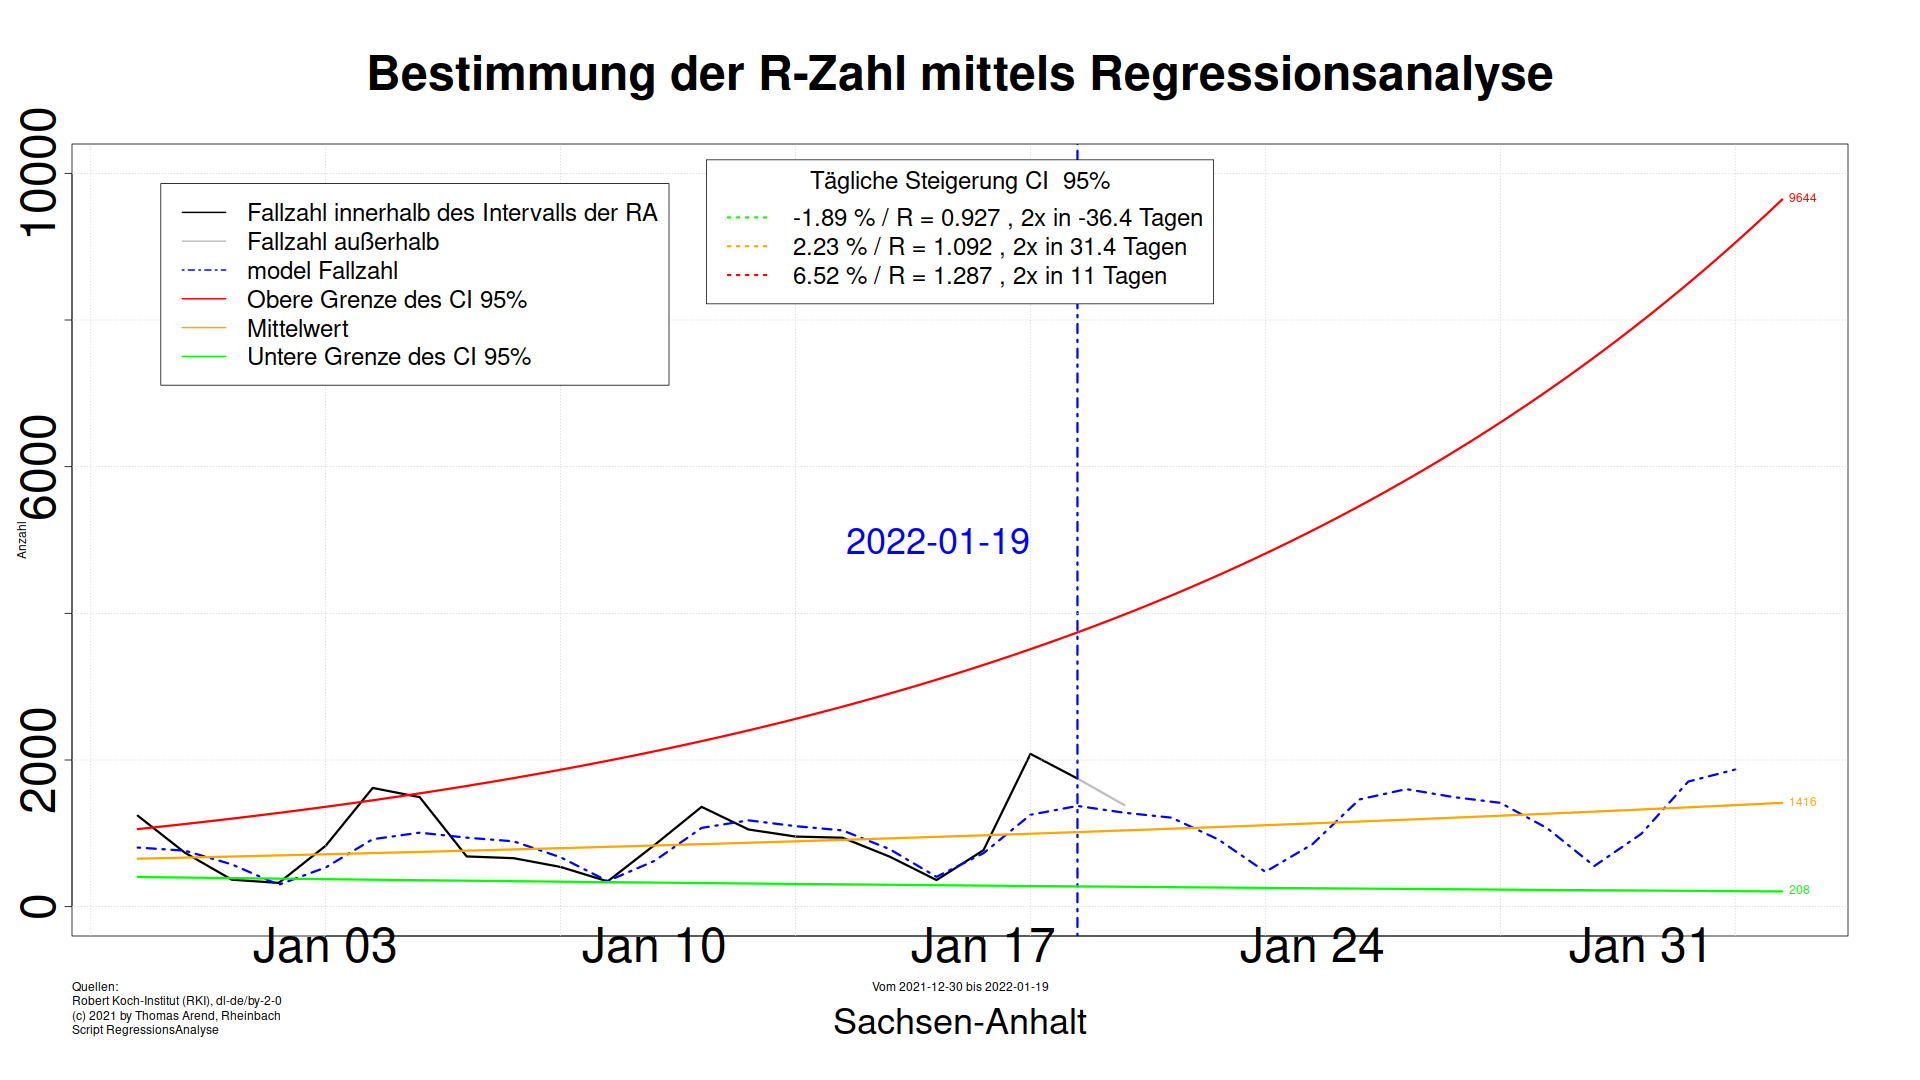 Bestimmung der R-Zahl mittels Regressionsanalyse
Anzahl
10000
6000
2000
0
Fallzahl innerhalb des Intervalls der RA
Fallzahl außerhalb
model Fallzahl
Obere Grenze des CI 95%
Mittelwert
Untere Grenze des CI 95%
Tägliche Steigerung CI  95%
-1.89 % / R = 0.927 , 2x in -36.4 Tagen
2.23 % / R = 1.092 , 2x in 31.4 Tagen
6.52 % / R = 1.287 , 2x in 11 Tagen
9644
2022-01-19
1416
208
Jan 03 Jan 10 Jan 17 Jan 24 Jan 31
Vom 2021-12-30 bis 2022-01-19
Sachsen-Anhalt
Quellen:
Robert Koch-Institut (RKI), dl-de/by-2-0
(c) 2021 by Thomas Arend, Rheinbach
Script RegressionsAnalyse